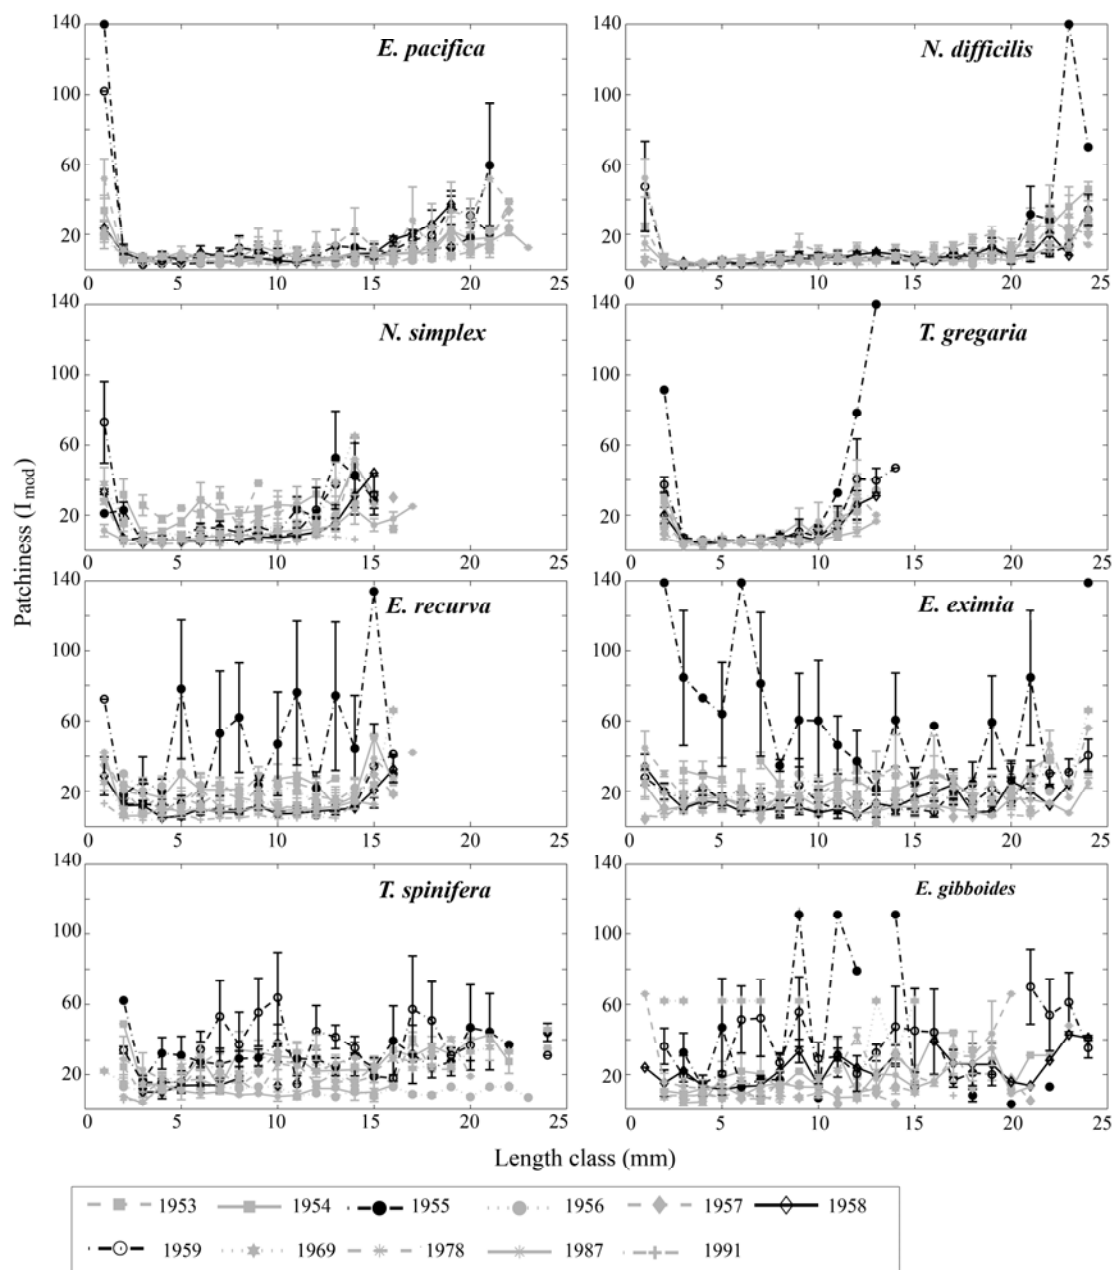 140
100
60
20
0 5 10 15 20 25
E. pacifica
140
100
60
20
0 5 10 15 20 25
N. difficilis
140
100
60
20
0 5 10 15 20 25
N. simplex
140
100
60
20
0 5 10 15 20 25
T. gregaria
140
100
60
20
0 5 10 15 20 25
E. recurva
140
100
60
20
0 5 10 15 20 25
E. eximia
140
100
60
20
0 5 10 15 20 25
T. spinifera
140
100
60
20
0 5 10 15 20 25
E. gibboides
Patchiness (I mod)
Length class (mm)
1953 1954 1955 1956 1957 1958
1959 1969 1978 1987 1991